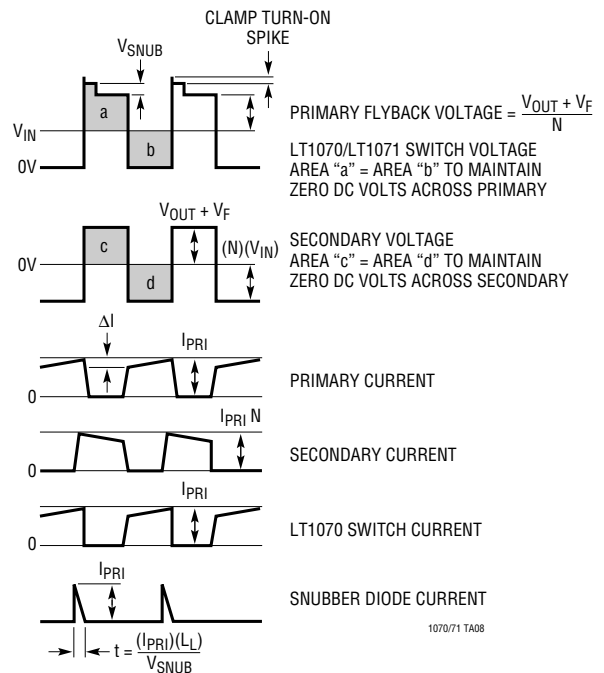 CLAMP TURN-ON
SPIKE
VSNUB
a
b
VIN
0V
PRIMARY FLYBACK VOLTAGE = VOUT + VF
N
LT1070/LT1071 SWITCH VOLTAGE
AREA “a” = AREA “b” TO MAINTAIN
ZERO DC VOLTS ACROSS PRIMARY
VOUT + VF
c
d
0V
(N)(VIN)
SECONDARY VOLTAGE
AREA “c” = AREA “d” TO MAINTAIN
ZERO DC VOLTS ACROSS SECONDARY
∆I
IPRI
0
PRIMARY CURRENT
IPRI N
0
SECONDARY CURRENT
IPRI
0
LT1070 SWITCH CURRENT
IPRI
SNUBBER DIODE CURRENT
t = (IPRI)(LL)
VSNUB
1070/71 TA08